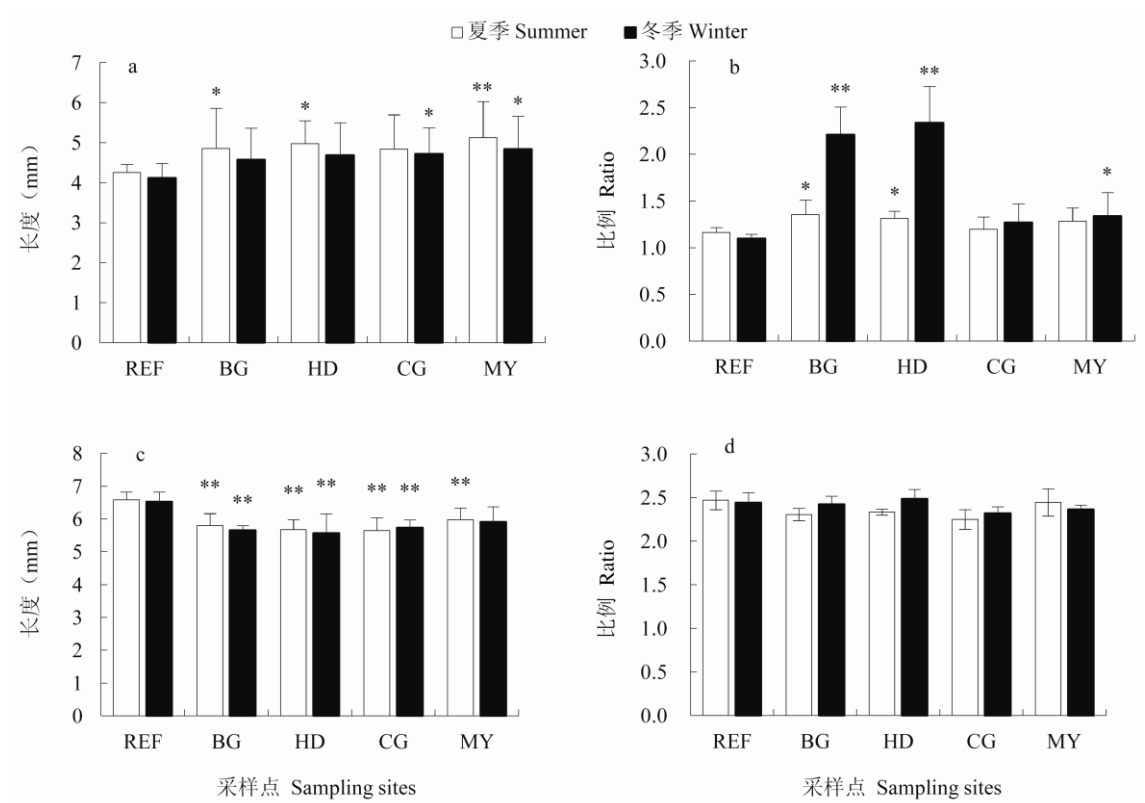 夏季 Summer 冬季 Winter
a
长度（mm）
7
6
5
4
3
2
1
0
* * * ** *
REF BG HD CG MY
b
比例 Ratio
3.0
2.5
2.0
1.5
1.0
0.5
0.0
* ** * ** *
REF BG HD CG MY
c
长度（mm）
8
7
6
5
4
3
2
1
0
** ** ** ** ** ** **
REF BG HD CG MY
采样点 Sampling sites
d
比例 Ratio
3.0
2.5
2.0
1.5
1.0
0.5
0.0
REF BG HD CG MY
采样点 Sampling sites